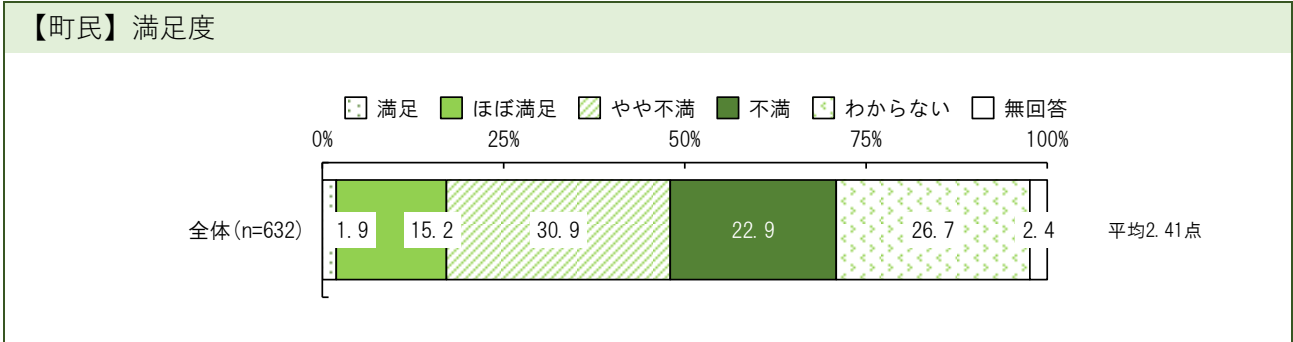 【町民】満足度
満足 ほぼ満足 やや不満 不満 わからない 無回答
0% 25% 50% 75% 100%
全体(n=632) 1.9 15.2 30.9 22.9 26.7 2.4 平均2.41点